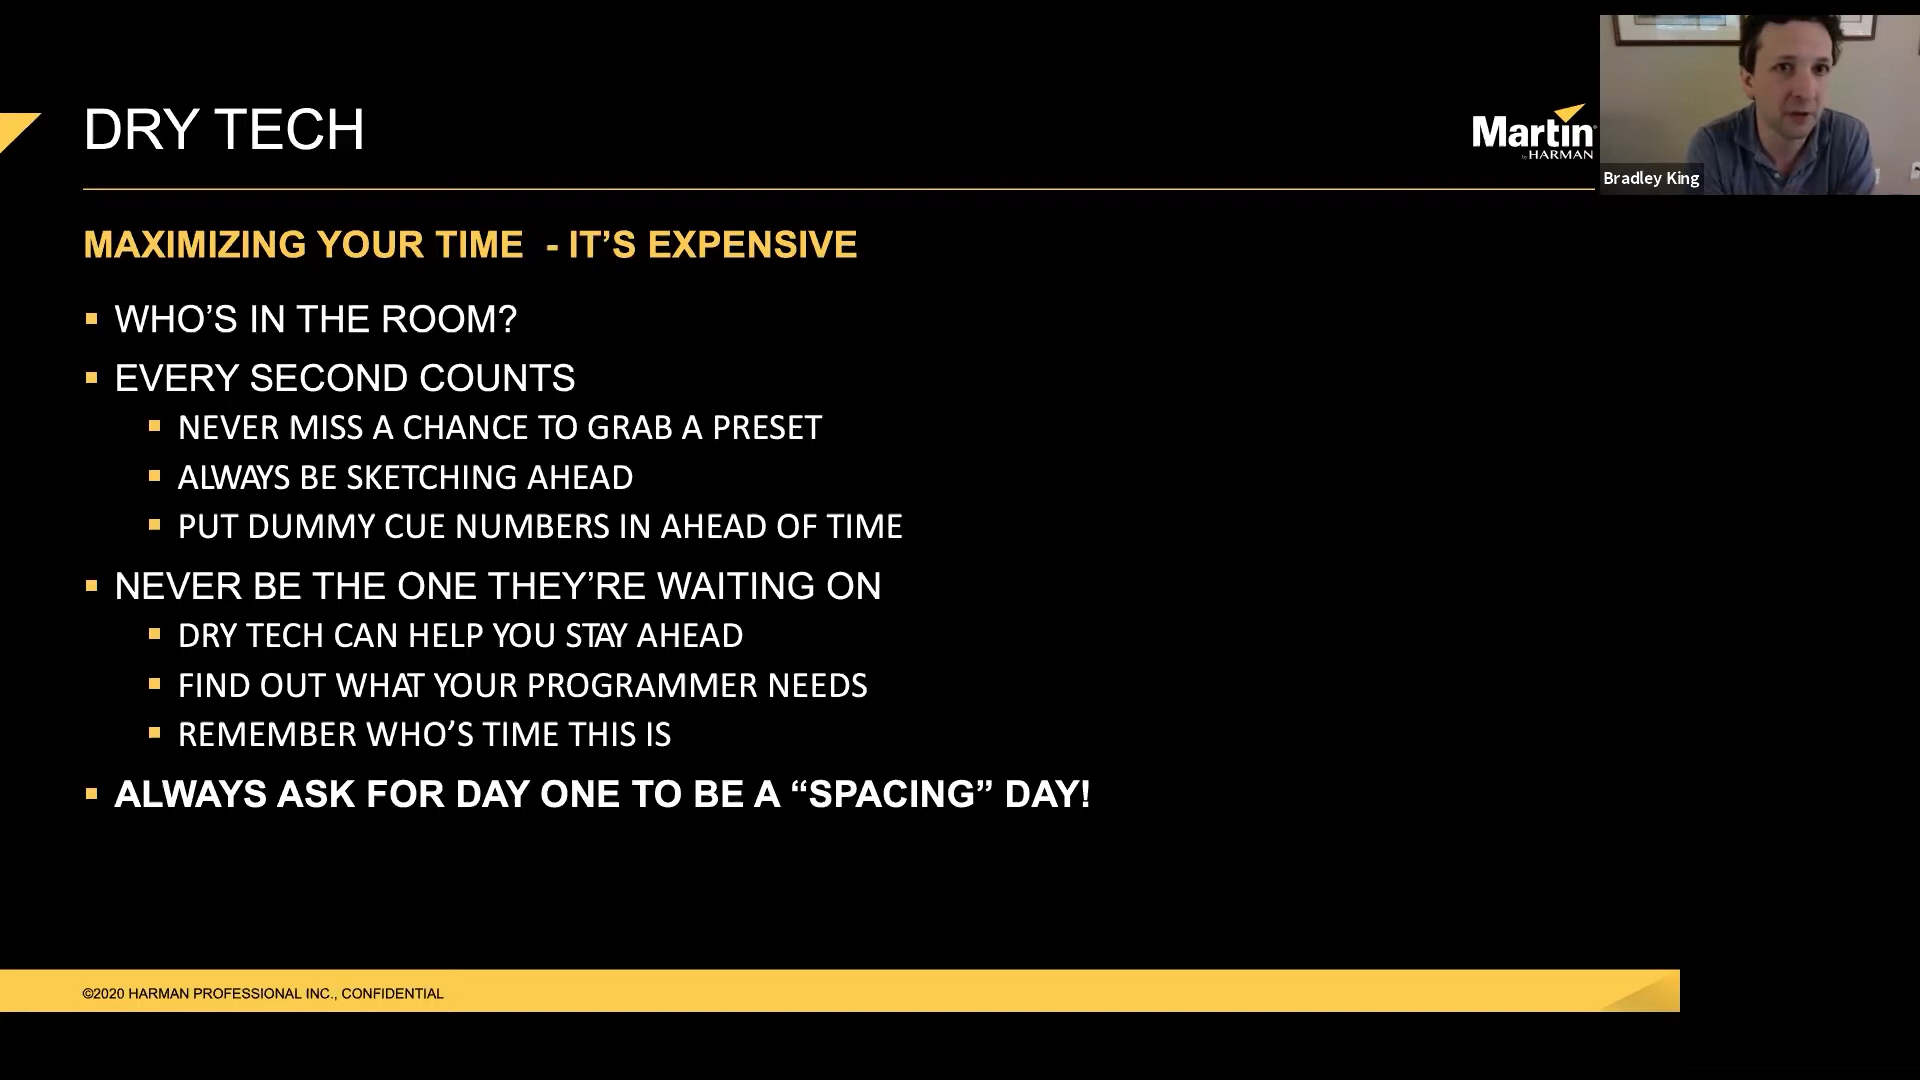 DRY TECH
Martin
by HARMAN
Bradley King
MAXIMIZING YOUR TIME - IT’S EXPENSIVE
WHO’S IN THE ROOM?
EVERY SECOND COUNTS
NEVER MISS A CHANCE TO GRAB A PRESET
ALWAYS BE SKETCHING AHEAD
PUT DUMMY CUE NUMBERS IN AHEAD OF TIME
NEVER BE THE ONE THEY’RE WAITING ON
DRY TECH CAN HELP YOU STAY AHEAD
FIND OUT WHAT YOUR PROGRAMMER NEEDS
REMEMBER WHO’S TIME THIS IS
ALWAYS ASK FOR DAY ONE TO BE A “SPACING” DAY!
©2020 HARMAN PROFESSIONAL INC., CONFIDENTIAL